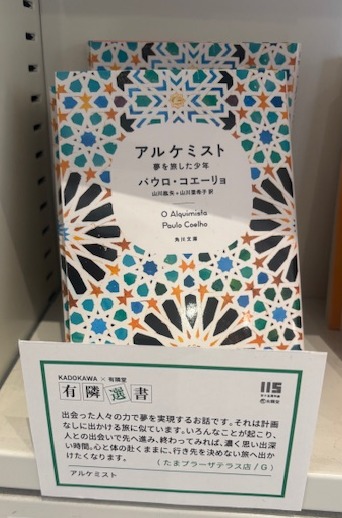 アルケミスト
夢を旅した少年
パウロ・コエーリョ
山川紘矢+山川亜希子 訳
O Alquimista
Paulo Coelho
角川文庫
KADOKAWA × 有隣堂
有隣選書
115
有隣堂
出会った人々の力で夢を実現するお話です。それは計画
なしに出かける旅に似ています。いろんなことが起こり、
人との出会いで先へ進み、終わってみれば、濃く思い出深
い時間。心と体の赴くままに、行き先を決めない旅へ出か
けたくなります。
(たまプラーザテラス店/G)
アルケミスト